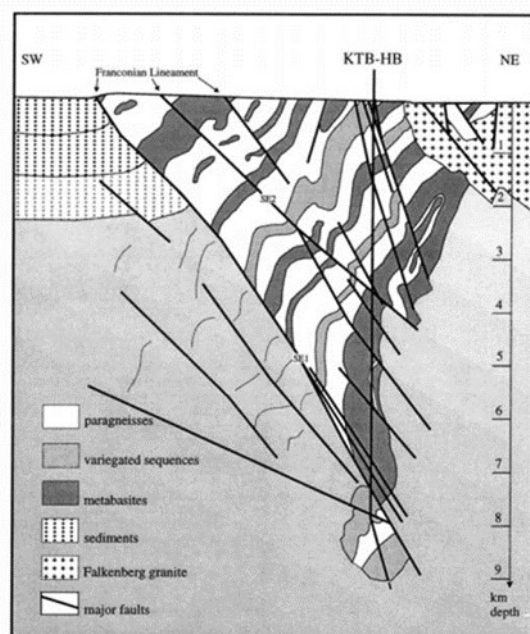 SW
Franconian Lineament
KTB-HB
NE
1
SE2
2
3
4
SE1
5
6
7
8
9
km
depth
paragneisses
variegated sequences
metabasites
sediments
Falkenberg granite
major faults